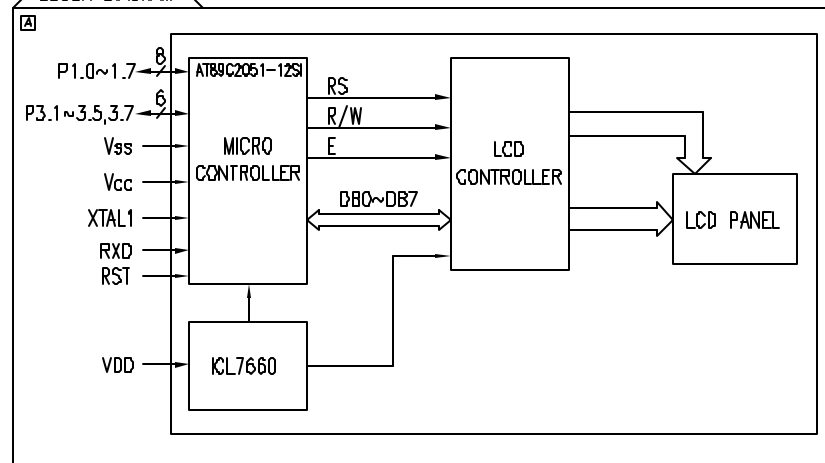 A
8
P1.0~1.7
AT89C2051-12SI
6
P3.1~3.5,3.7
RS
R/W
E
Vss
MICRO
CONTROLLER
LCD
CONTROLLER
Vcc
XTAL1
DB0~DB7
LCD PANEL
RXD
RST
VDD
ICL7660